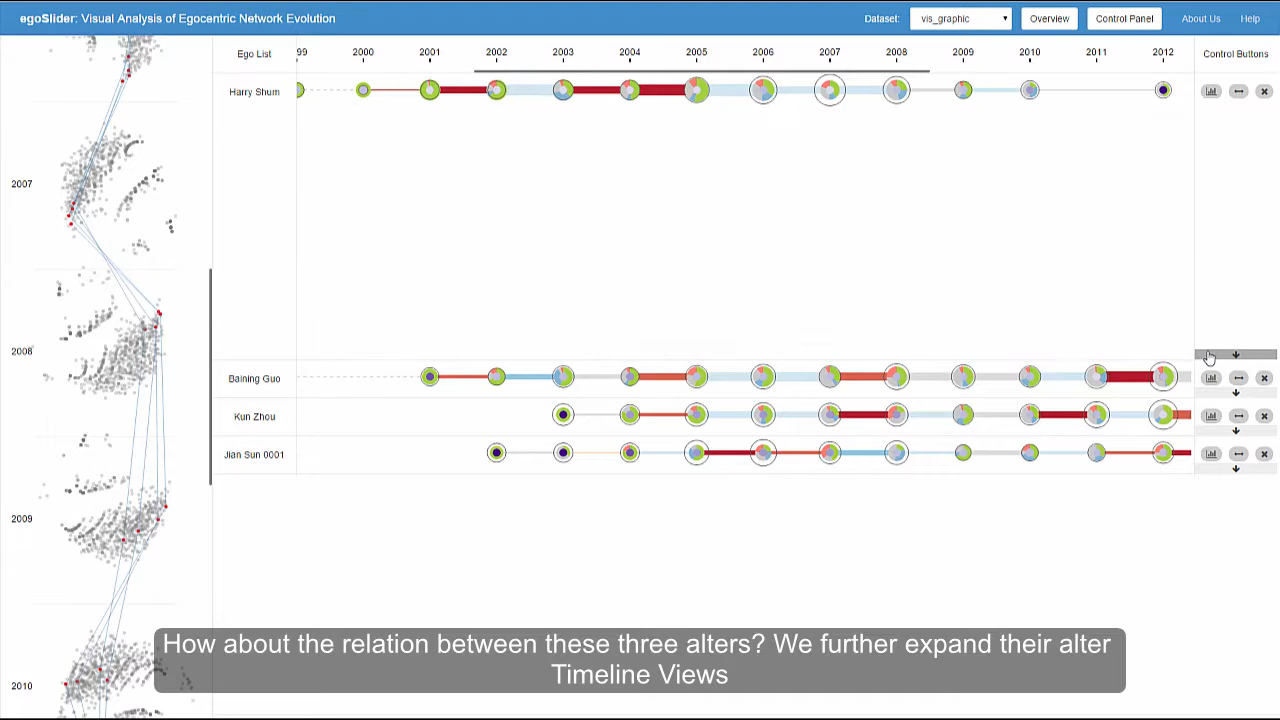 egoSlider: Visual Analysis of Egocentric Network Evolution
Dataset: vis_graphic Overview Control Panel About Us Help
Ego List 99 2000 2001 2002 2003 2004 2005 2006 2007 2008 2009 2010 2011 2012 Control Buttons
Harry Shum
2007
2008
Baining Guo
Kun Zhou
Jian Sun 0001
2009
How about the relation between these three alters? We further expand their alter
Timeline Views
2010